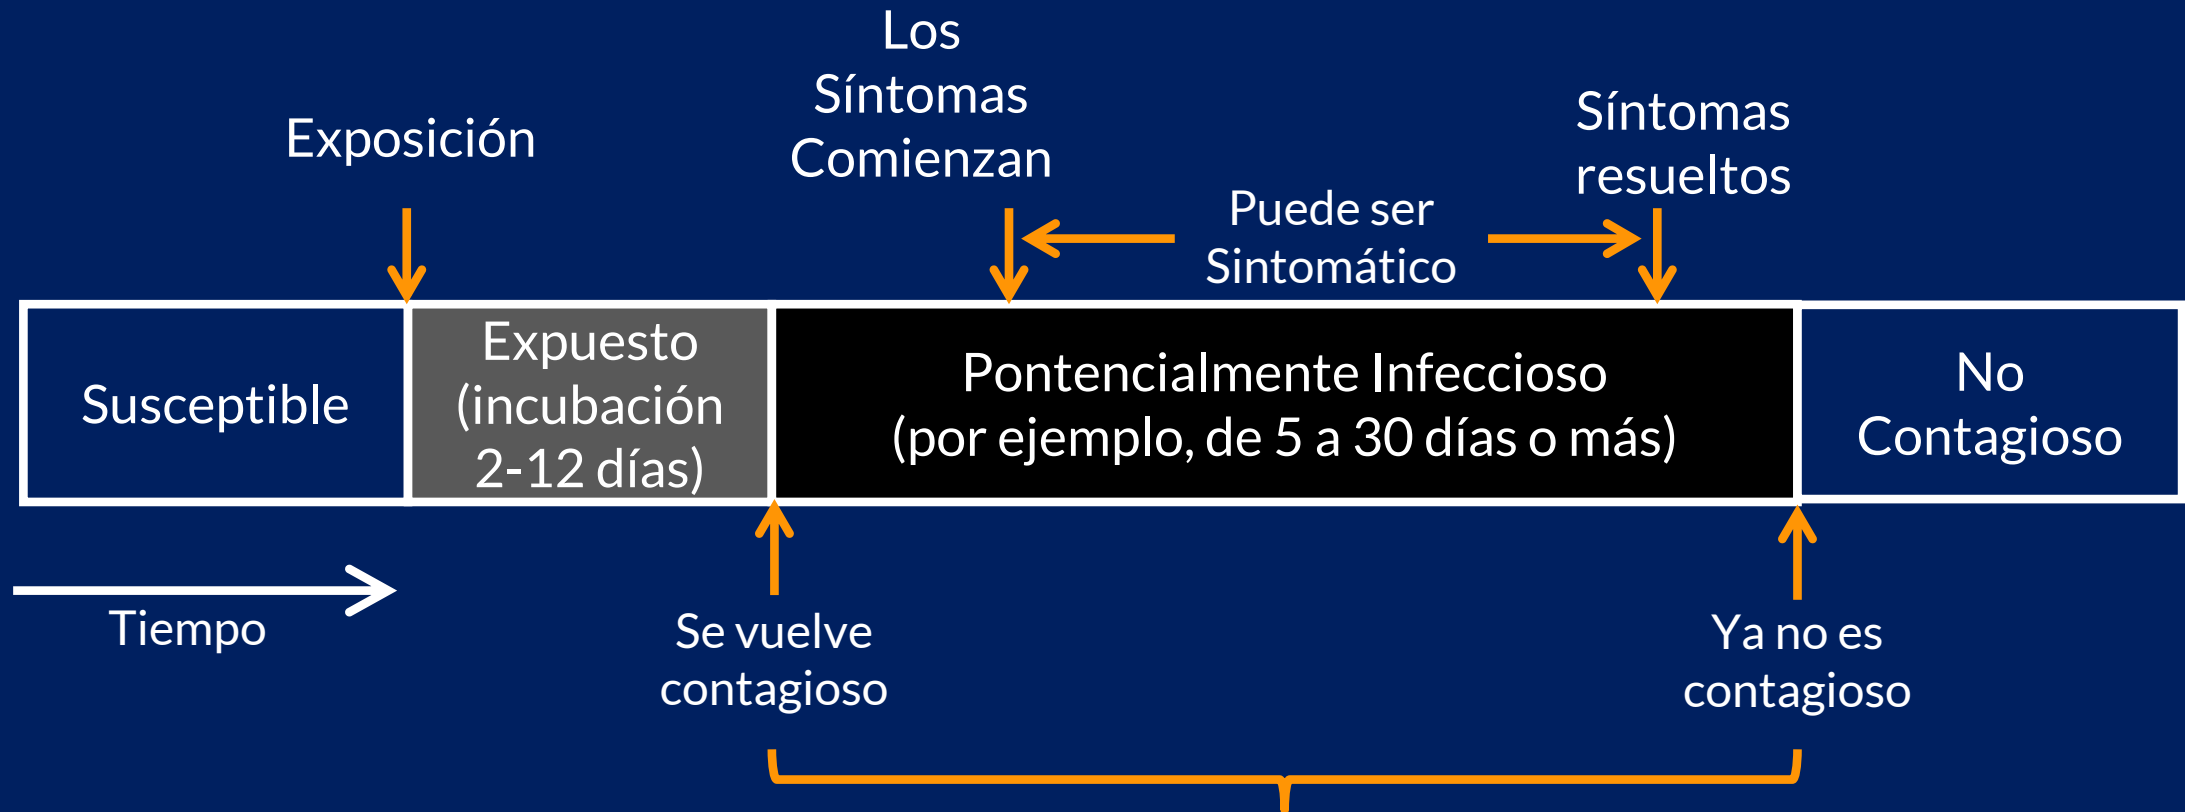 Los
Síntomas
Comienzan
Exposición
Síntomas
resueltos
Puede ser
Sintomático
Susceptible
Expuesto
(incubación
2-12 días)
Pontencialmente Infeccioso
(por ejemplo, de 5 a 30 días o más)
No
Contagioso
Tiempo
Se vuelve
contagioso
Ya no es
contagioso